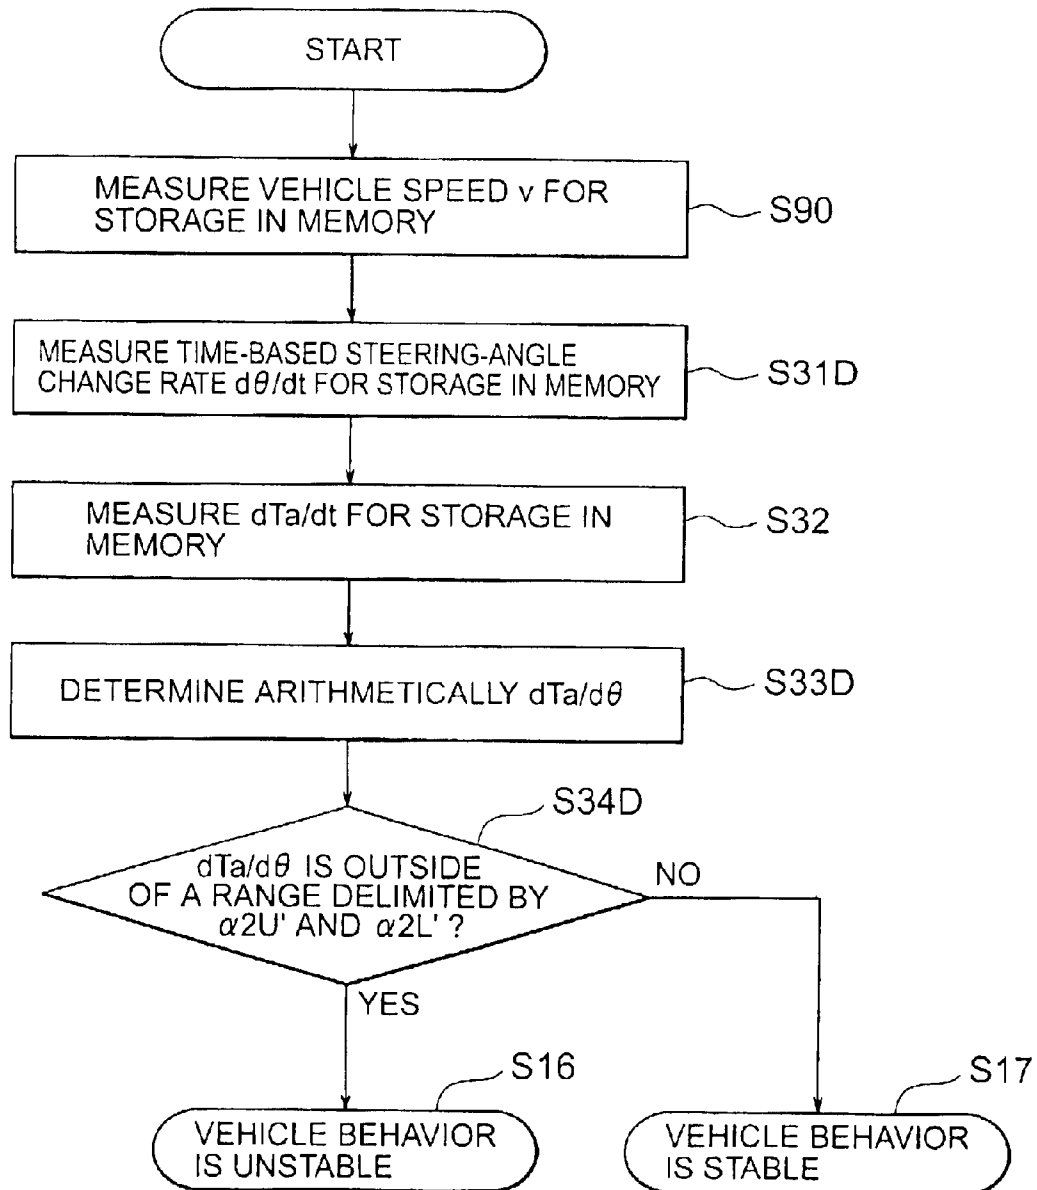 START
MEASURE VEHICLE SPEED v FOR
STORAGE IN MEMORY
S90
MEASURE TIME-BASED STEERING-ANGLE
CHANGE RATE dθ/dt FOR STORAGE IN MEMORY
S31D
MEASURE dTa/dt FOR STORAGE IN
MEMORY
S32
DETERMINE ARITHMETICALLY dTa/dθ
S33D
S34D
dTa/dθ IS OUTSIDE
OF A RANGE DELIMITED BY
α2U' AND α2L' ?
NO
YES
S16
VEHICLE BEHAVIOR
IS UNSTABLE
S17
VEHICLE BEHAVIOR
IS STABLE